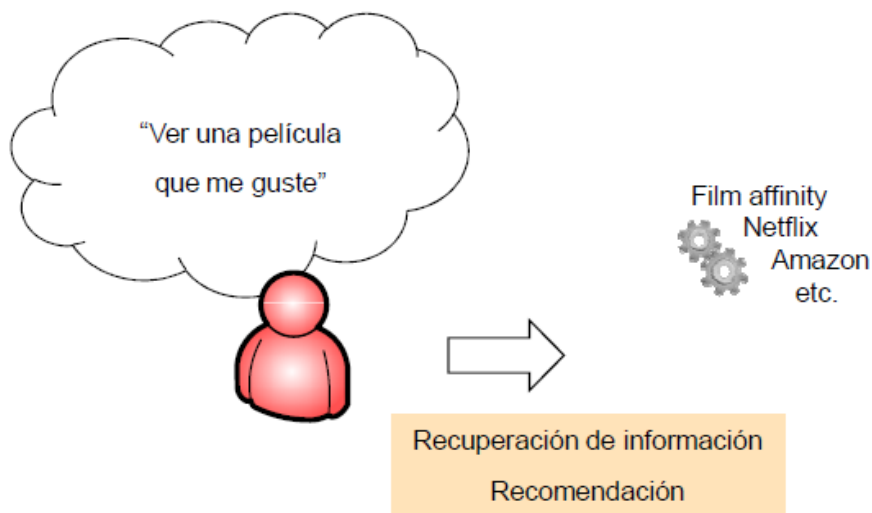 “Ver una película
que me guste”
Film affinity
Netflix
Amazon
etc.
Recuperación de información
Recomendación